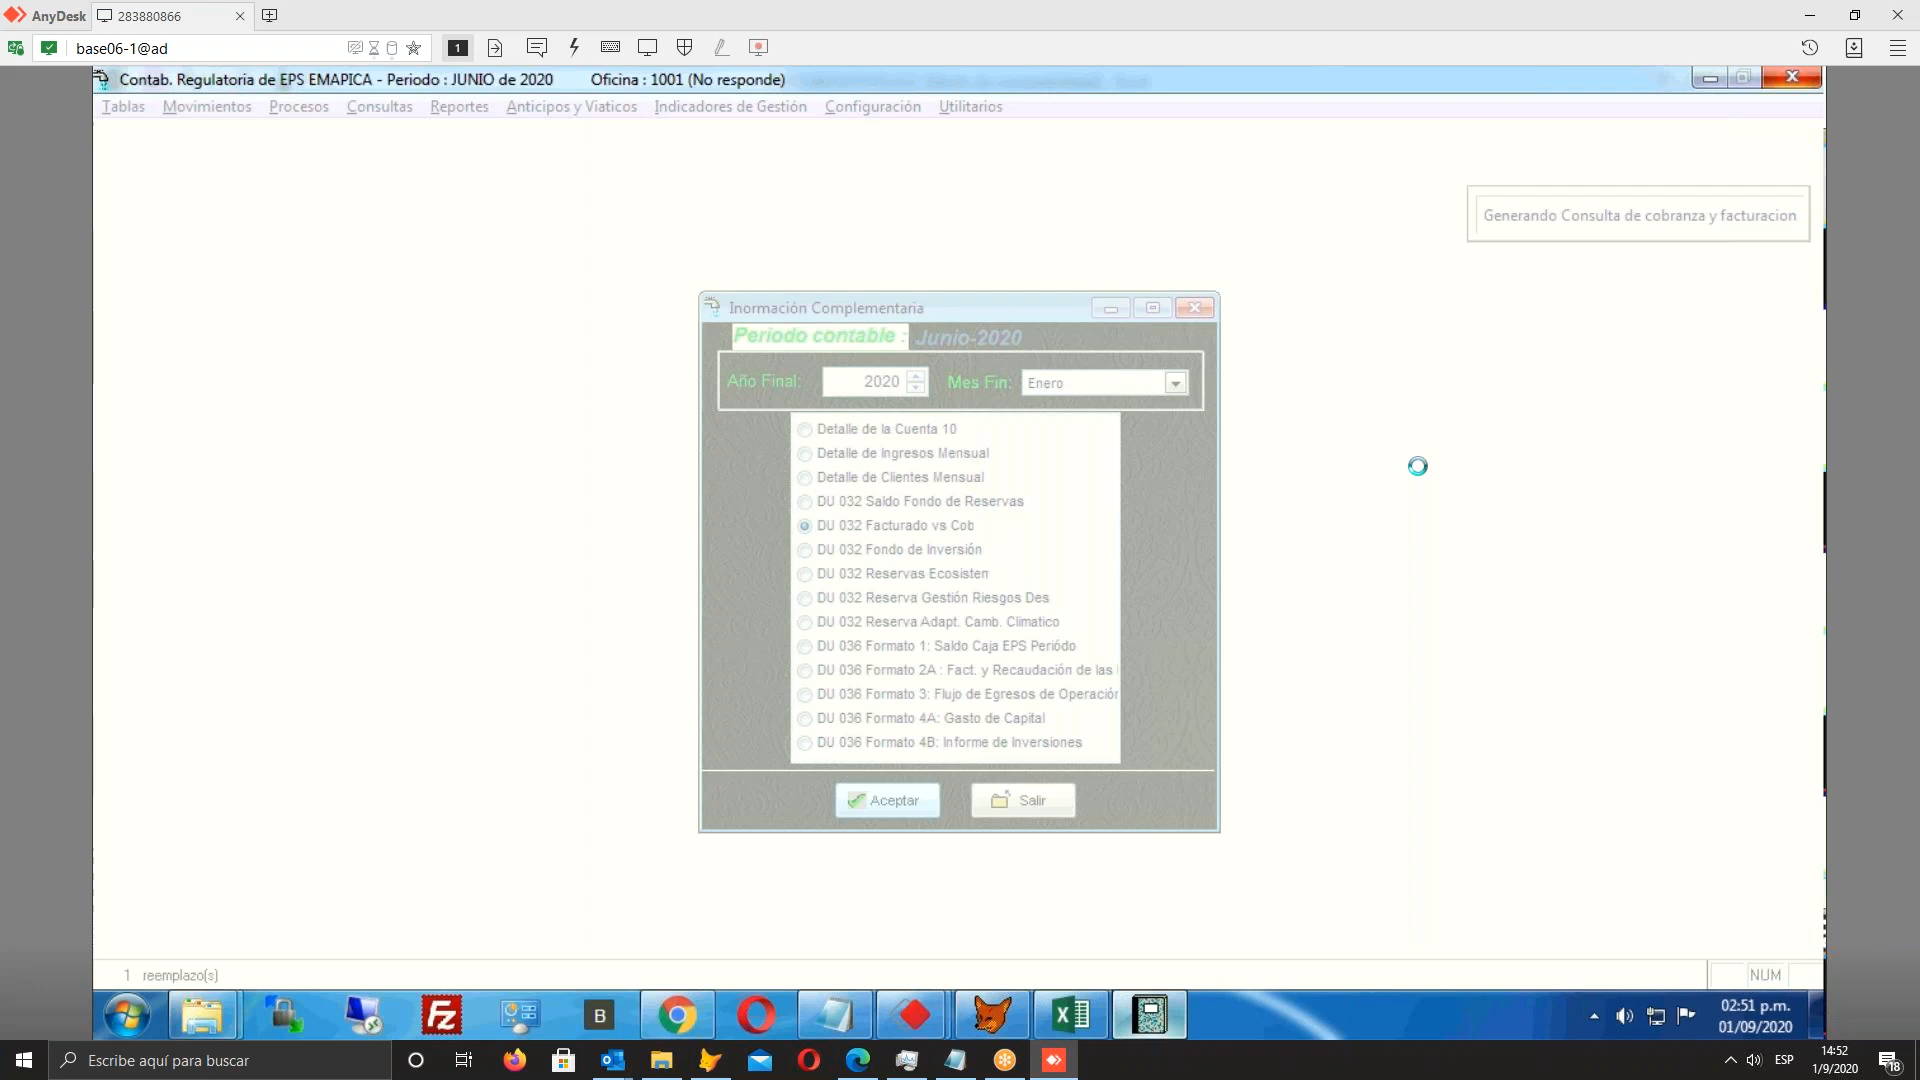 AnyDesk 283880866
base06-1@ad 1
Contab. Regulatoria de EPS EMAPICA - Periodo : JUNIO de 2020 Oficina : 1001 (No responde)
Tablas Movimientos Procesos Consultas Reportes Anticipos y Viaticos Indicadores de Gestión Configuración Utilitarios
Generando Consulta de cobranza y facturacion
Inormación Complementaria
Periodo contable : Junio-2020
Año Final: 2020 Mes Fin: Enero
Detalle de la Cuenta 10
Detalle de Ingresos Mensual
Detalle de Clientes Mensual
DU 032 Saldo Fondo de Reservas
DU 032 Facturado vs Cob
DU 032 Fondo de Inversión
DU 032 Reservas Ecosisten
DU 032 Reserva Gestión Riesgos Des
DU 032 Reserva Adapt. Camb. Climatico
DU 036 Formato 1: Saldo Caja EPS Periódo
DU 036 Formato 2A : Fact. y Recaudación de las
DU 036 Formato 3: Flujo de Egresos de Operación
DU 036 Formato 4A: Gasto de Capital
DU 036 Formato 4B: Informe de Inversiones
Aceptar Salir
1 reemplazo(s) NUM
B
02:51 p.m.
01/09/2020
Escribe aquí para buscar
ESP
14:52
1/9/2020
18